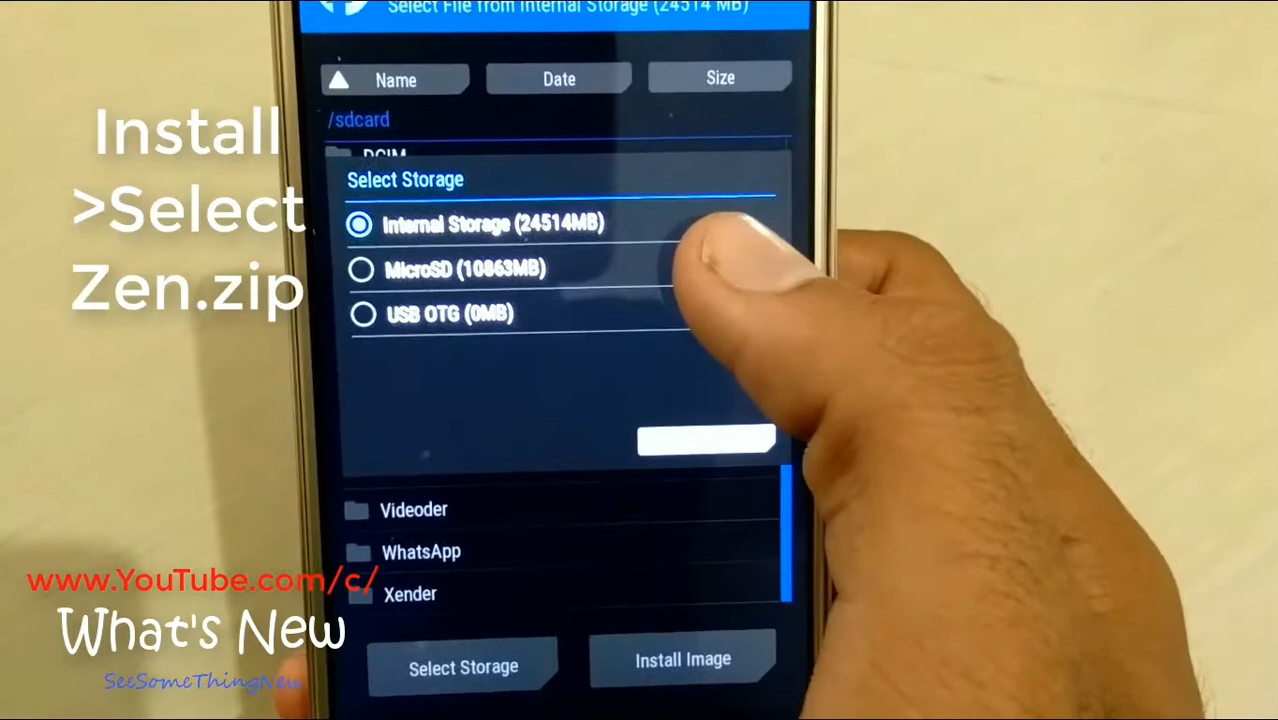 Select File from Internal Storage (24514 MB)
Name
Date
Size
/sdcard
DCIM
Select Storage
Internal Storage (24514MB)
MicroSD (10863MB)
USB OTG (0MB)
Videoder
WhatsApp
Xender
Select Storage
Install Image
Install
>Select
Zen.zip
www.YouTube.com/c/
What's New
SeeSomeThingNew